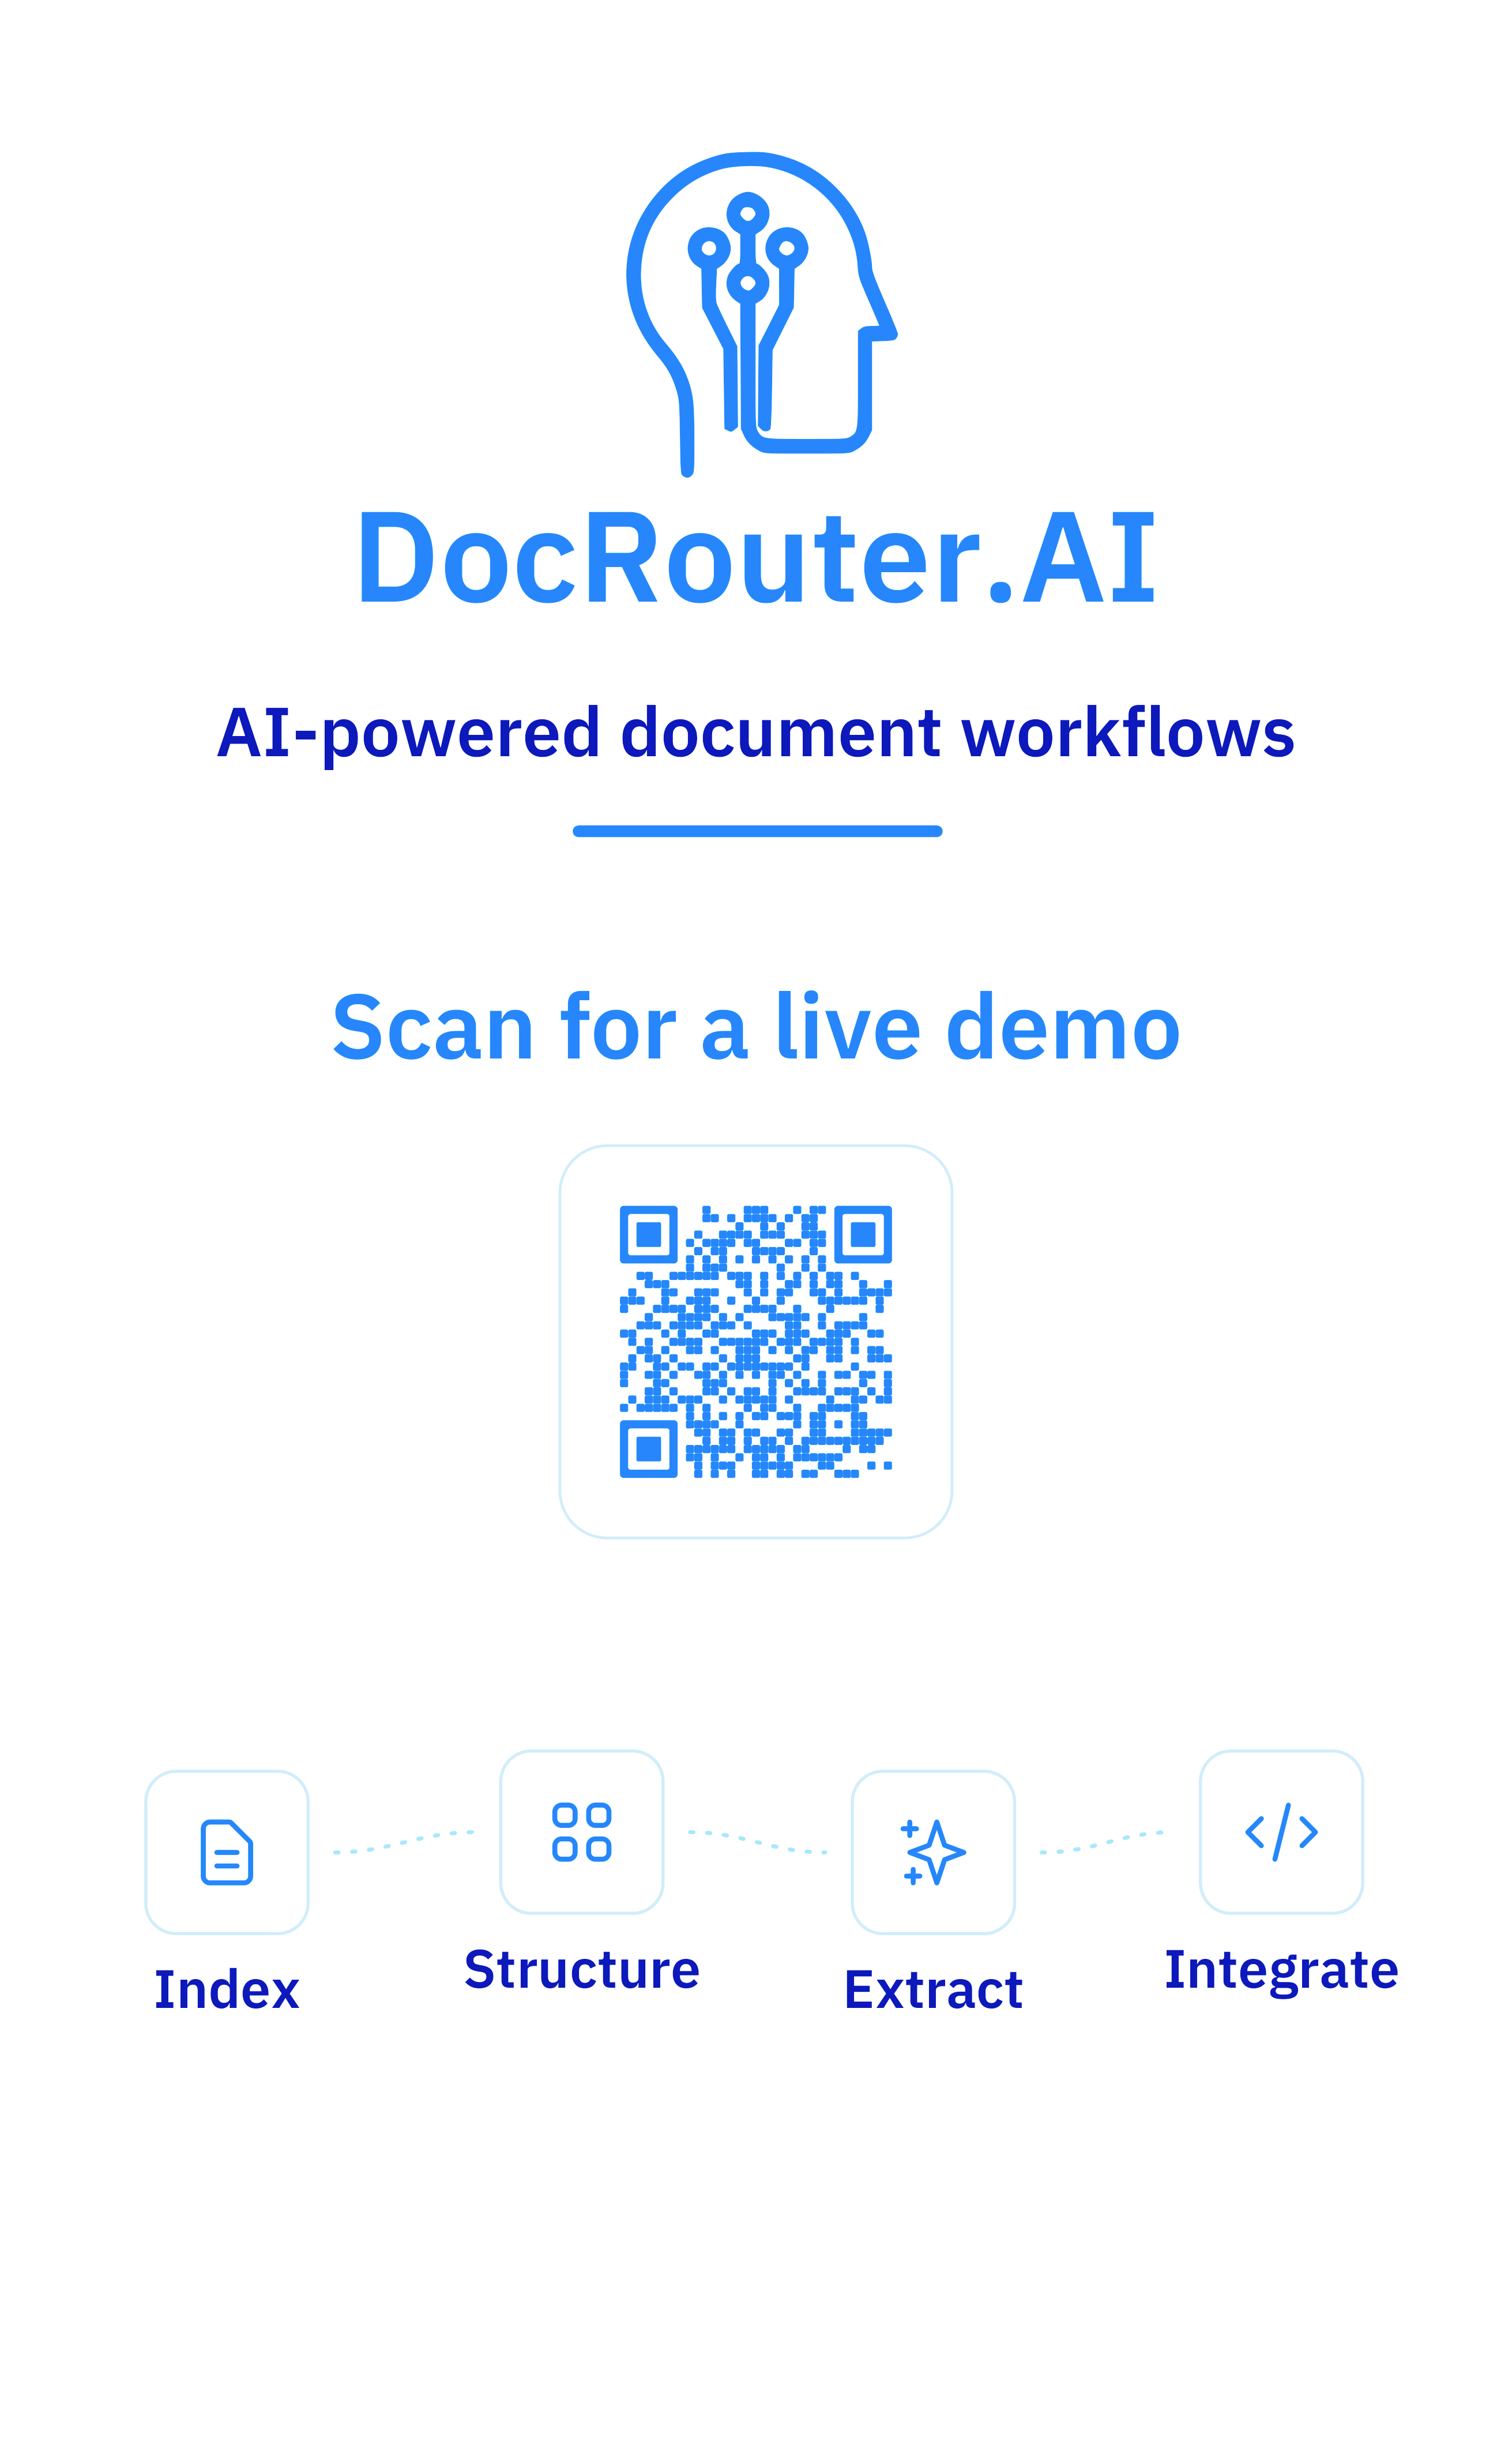 DocRouter.AI
AI-powered document workflows
Scan for a live demo
Index
Structure
Extract
Integrate